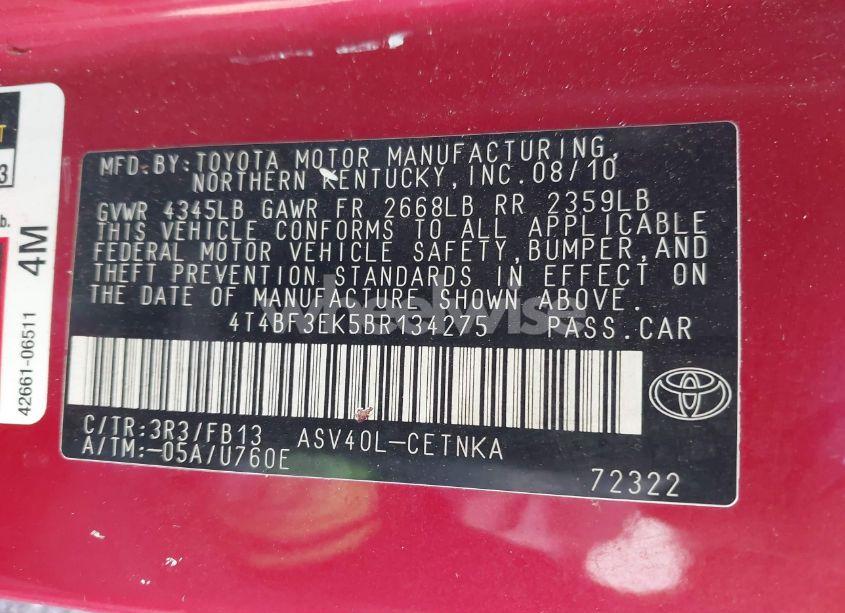 T
3
b.
4M
42661-06511
MFD.BY:TOYOTA MOTOR MANUFACTURING,
NORTHERN KENTUCKY,INC.08/10
GVWR 4345LB GAWR FR 2668LB RR 2359LB
THIS VEHICLE CONFORMS TO ALL APPLICABLE
FEDERAL MOTOR VEHICLE SAFETY,BUMPER,AND
THEFT PREVENTION STANDARDS IN EFFECT ON
THE DATE OF MANUFACTURE SHOWN ABOVE.
4T4BF3EK5BR134275 PASS.CAR
C/TR:3R3/FB13 ASV40L-CETNKA
A/TM:-05A/U760E
72322